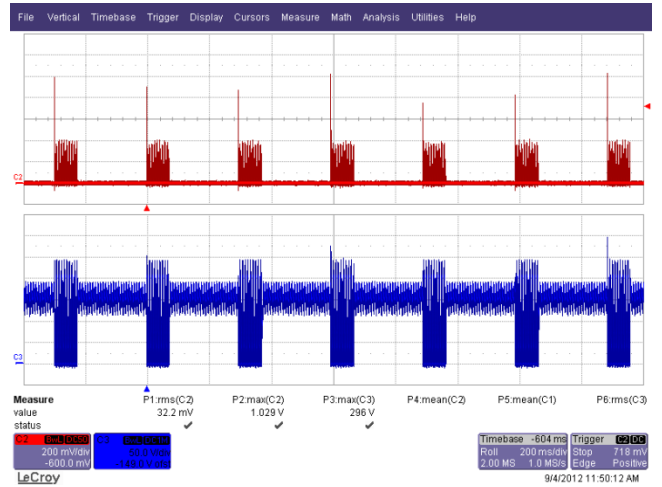 File Vertical Timebase Trigger Display Cursors Measure Math Analysis Utilities Help
C2
C3
Measure P1:rms(C2) P2:max(C2) P3:max(C3) P4:mean(C2) P5:mean(C1) P6:rms(C3)
value 32.2 mV 1.029 V 296 V
status
C2 BwL DC50 C3 BwL Timebase -604 ms Trigger C2 DC
200 mV/div 50.0 V/div Roll 200 ms/div Stop 718 mV
-600.0 mV 2.00 MS 1.0 MS/s Edge Positive
LeCroy 9/4/2012 11:50:12 AM